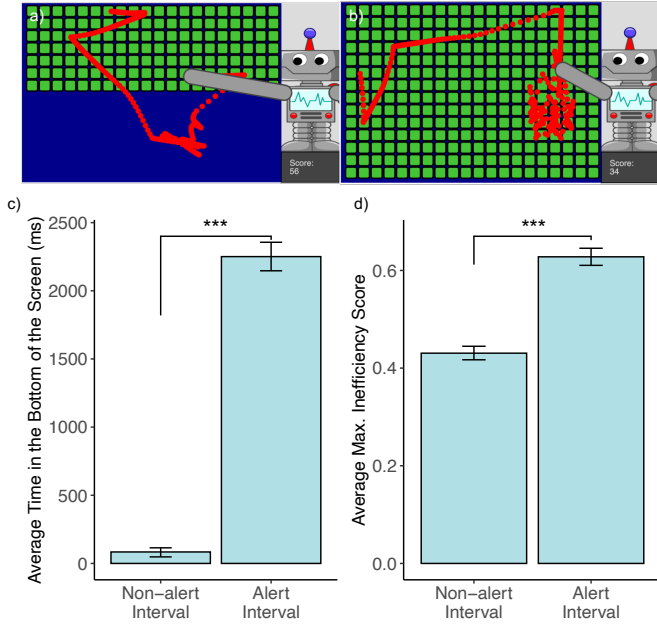 a)
Score:
56
b)
Score:
34
c)
Average Time in the Bottom of the Screen (ms)
2500
2000
1500
1000
500
0
***
Non−alert
Interval
Alert
Interval
d)
Average Max. Inefficiency Score
0.6
0.4
0.2
0.0
***
Non−alert
Interval
Alert
Interval